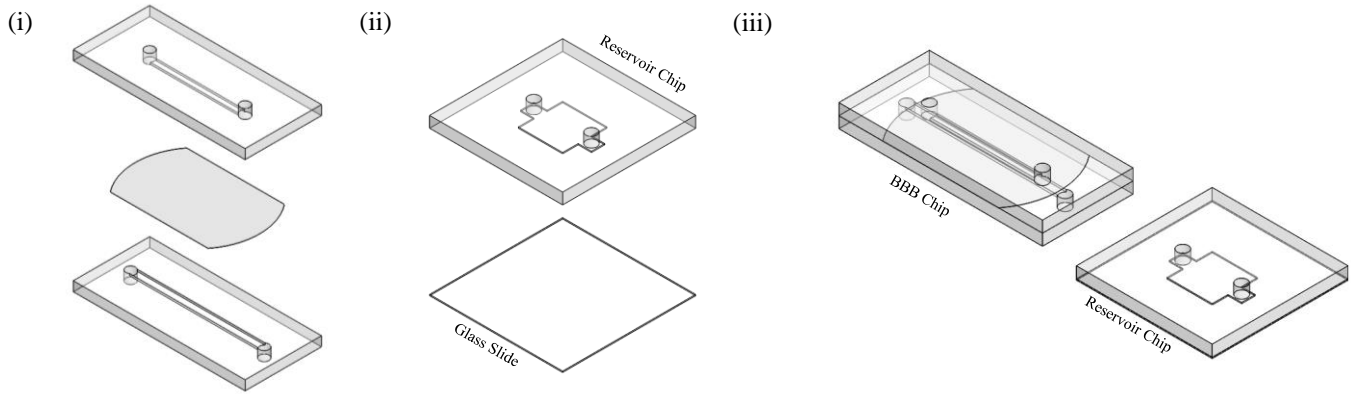 (i)
(ii)
(iii)
Reservoir Chip
Glass Slide
BBB Chip
Reservoir Chip